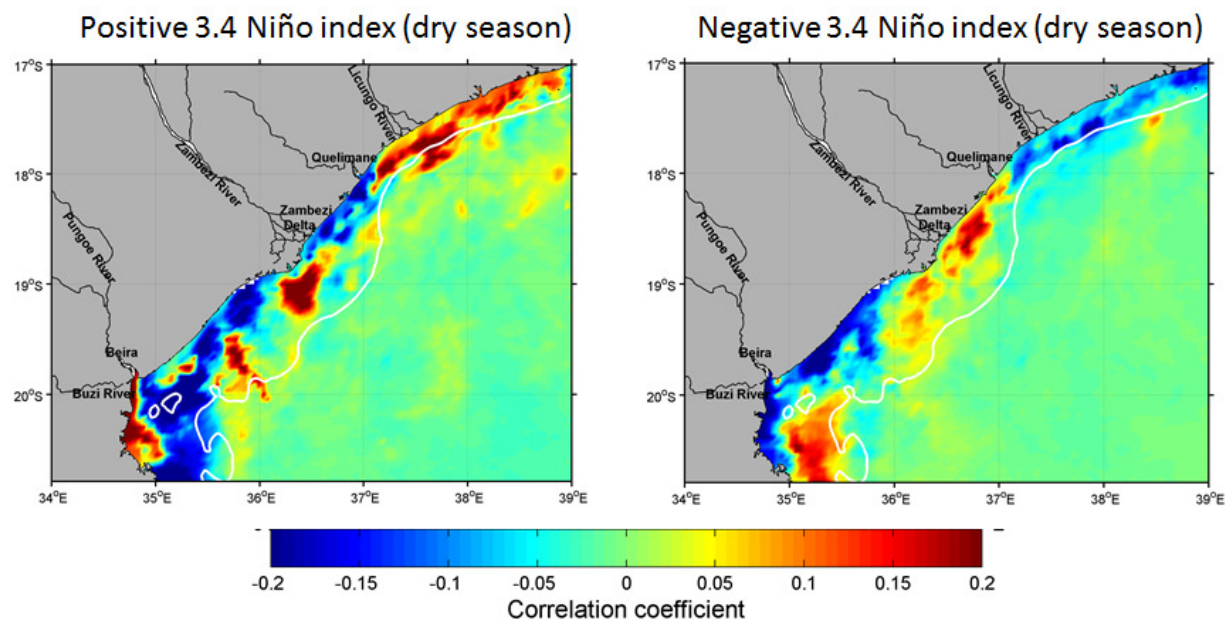 Positive 3.4 Niño index (dry season)
Negative 3.4 Niño index (dry season)
17°S
18°S
19°S
20°S
34°E
35°E
36°E
37°E
38°E
39°E
Licungo River
Zambezi River
Quelimane
Zambezi
Delta
Pungoe River
Beira
Buzi River
17°S
18°S
19°S
20°S
34°E
35°E
36°E
37°E
38°E
39°E
Licungo River
Zambezi River
Quelimane
Zambezi
Delta
Pungoe River
Beira
Buzi River
-0.2
-0.15
-0.1
-0.05
0
0.05
0.1
0.15
0.2
Correlation coefficient